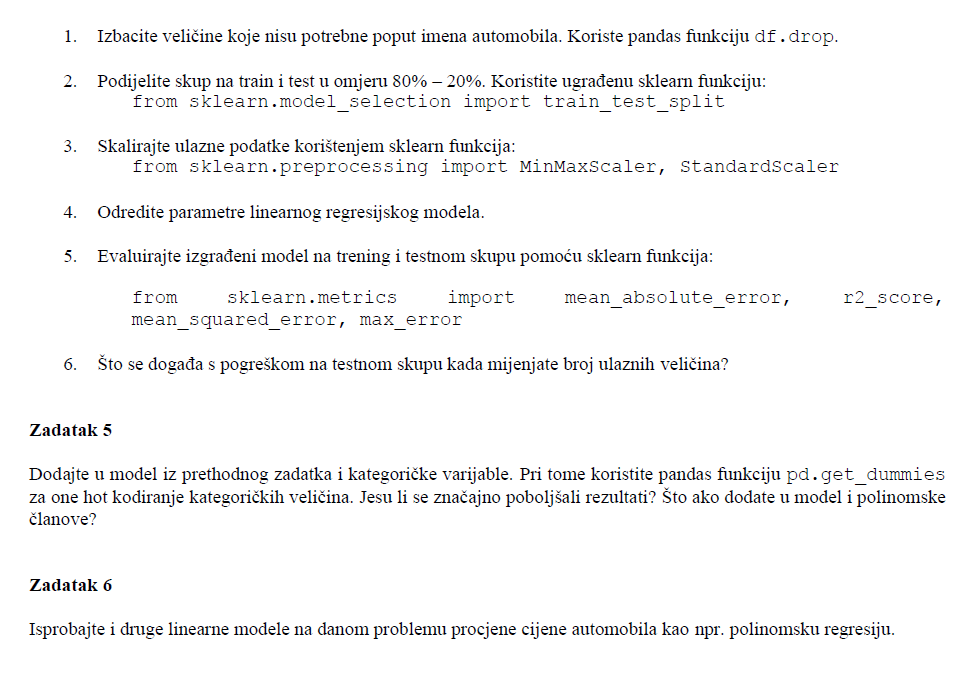 1. Izbacite veličine koje nisu potrebne poput imena automobila. Koriste pandas funkciju df.drop.
2. Podijelite skup na train i test u omjeru 80% – 20%. Koristite ugrađenu sklearn funkciju:
from sklearn.model_selection import train_test_split
3. Skalirajte ulazne podatke korištenjem sklearn funkcija:
from sklearn.preprocessing import MinMaxScaler, StandardScaler
4. Odredite parametre linearnog regresijskog modela.
5. Evaluirajte izgrađeni model na trening i testnom skupu pomoću sklearn funkcija:
from sklearn.metrics import mean_absolute_error, r2_score,
mean_squared_error, max_error
6. Što se događa s pogreškom na testnom skupu kada mijenjate broj ulaznih veličina?
Zadatak 5
Dodajte u model iz prethodnog zadatka i kategoričke varijable. Pri tome koristite pandas funkciju pd.get_dummies
za one hot kodiranje kategoričkih veličina. Jesu li se značajno poboljšali rezultati? Što ako dodate u model i polinomske
članove?
Zadatak 6
Isprobajte i druge linearne modele na danom problemu procjene cijene automobila kao npr. polinomsku regresiju.